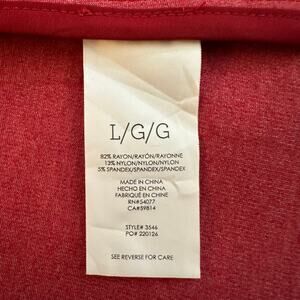 L/G/G
82% RAYON/RAYÓN/RAYONNE
13% NYLON/NYLON/NYLON
5% SPANDEX/SPANDEX/SPANDEX
MADE IN CHINA
HECHO EN CHINA
FABRIQUÉ EN CHINE
RN#54077
CA#59814
STYLE# 3546
PO# 220126
SEE REVERSE FOR CARE